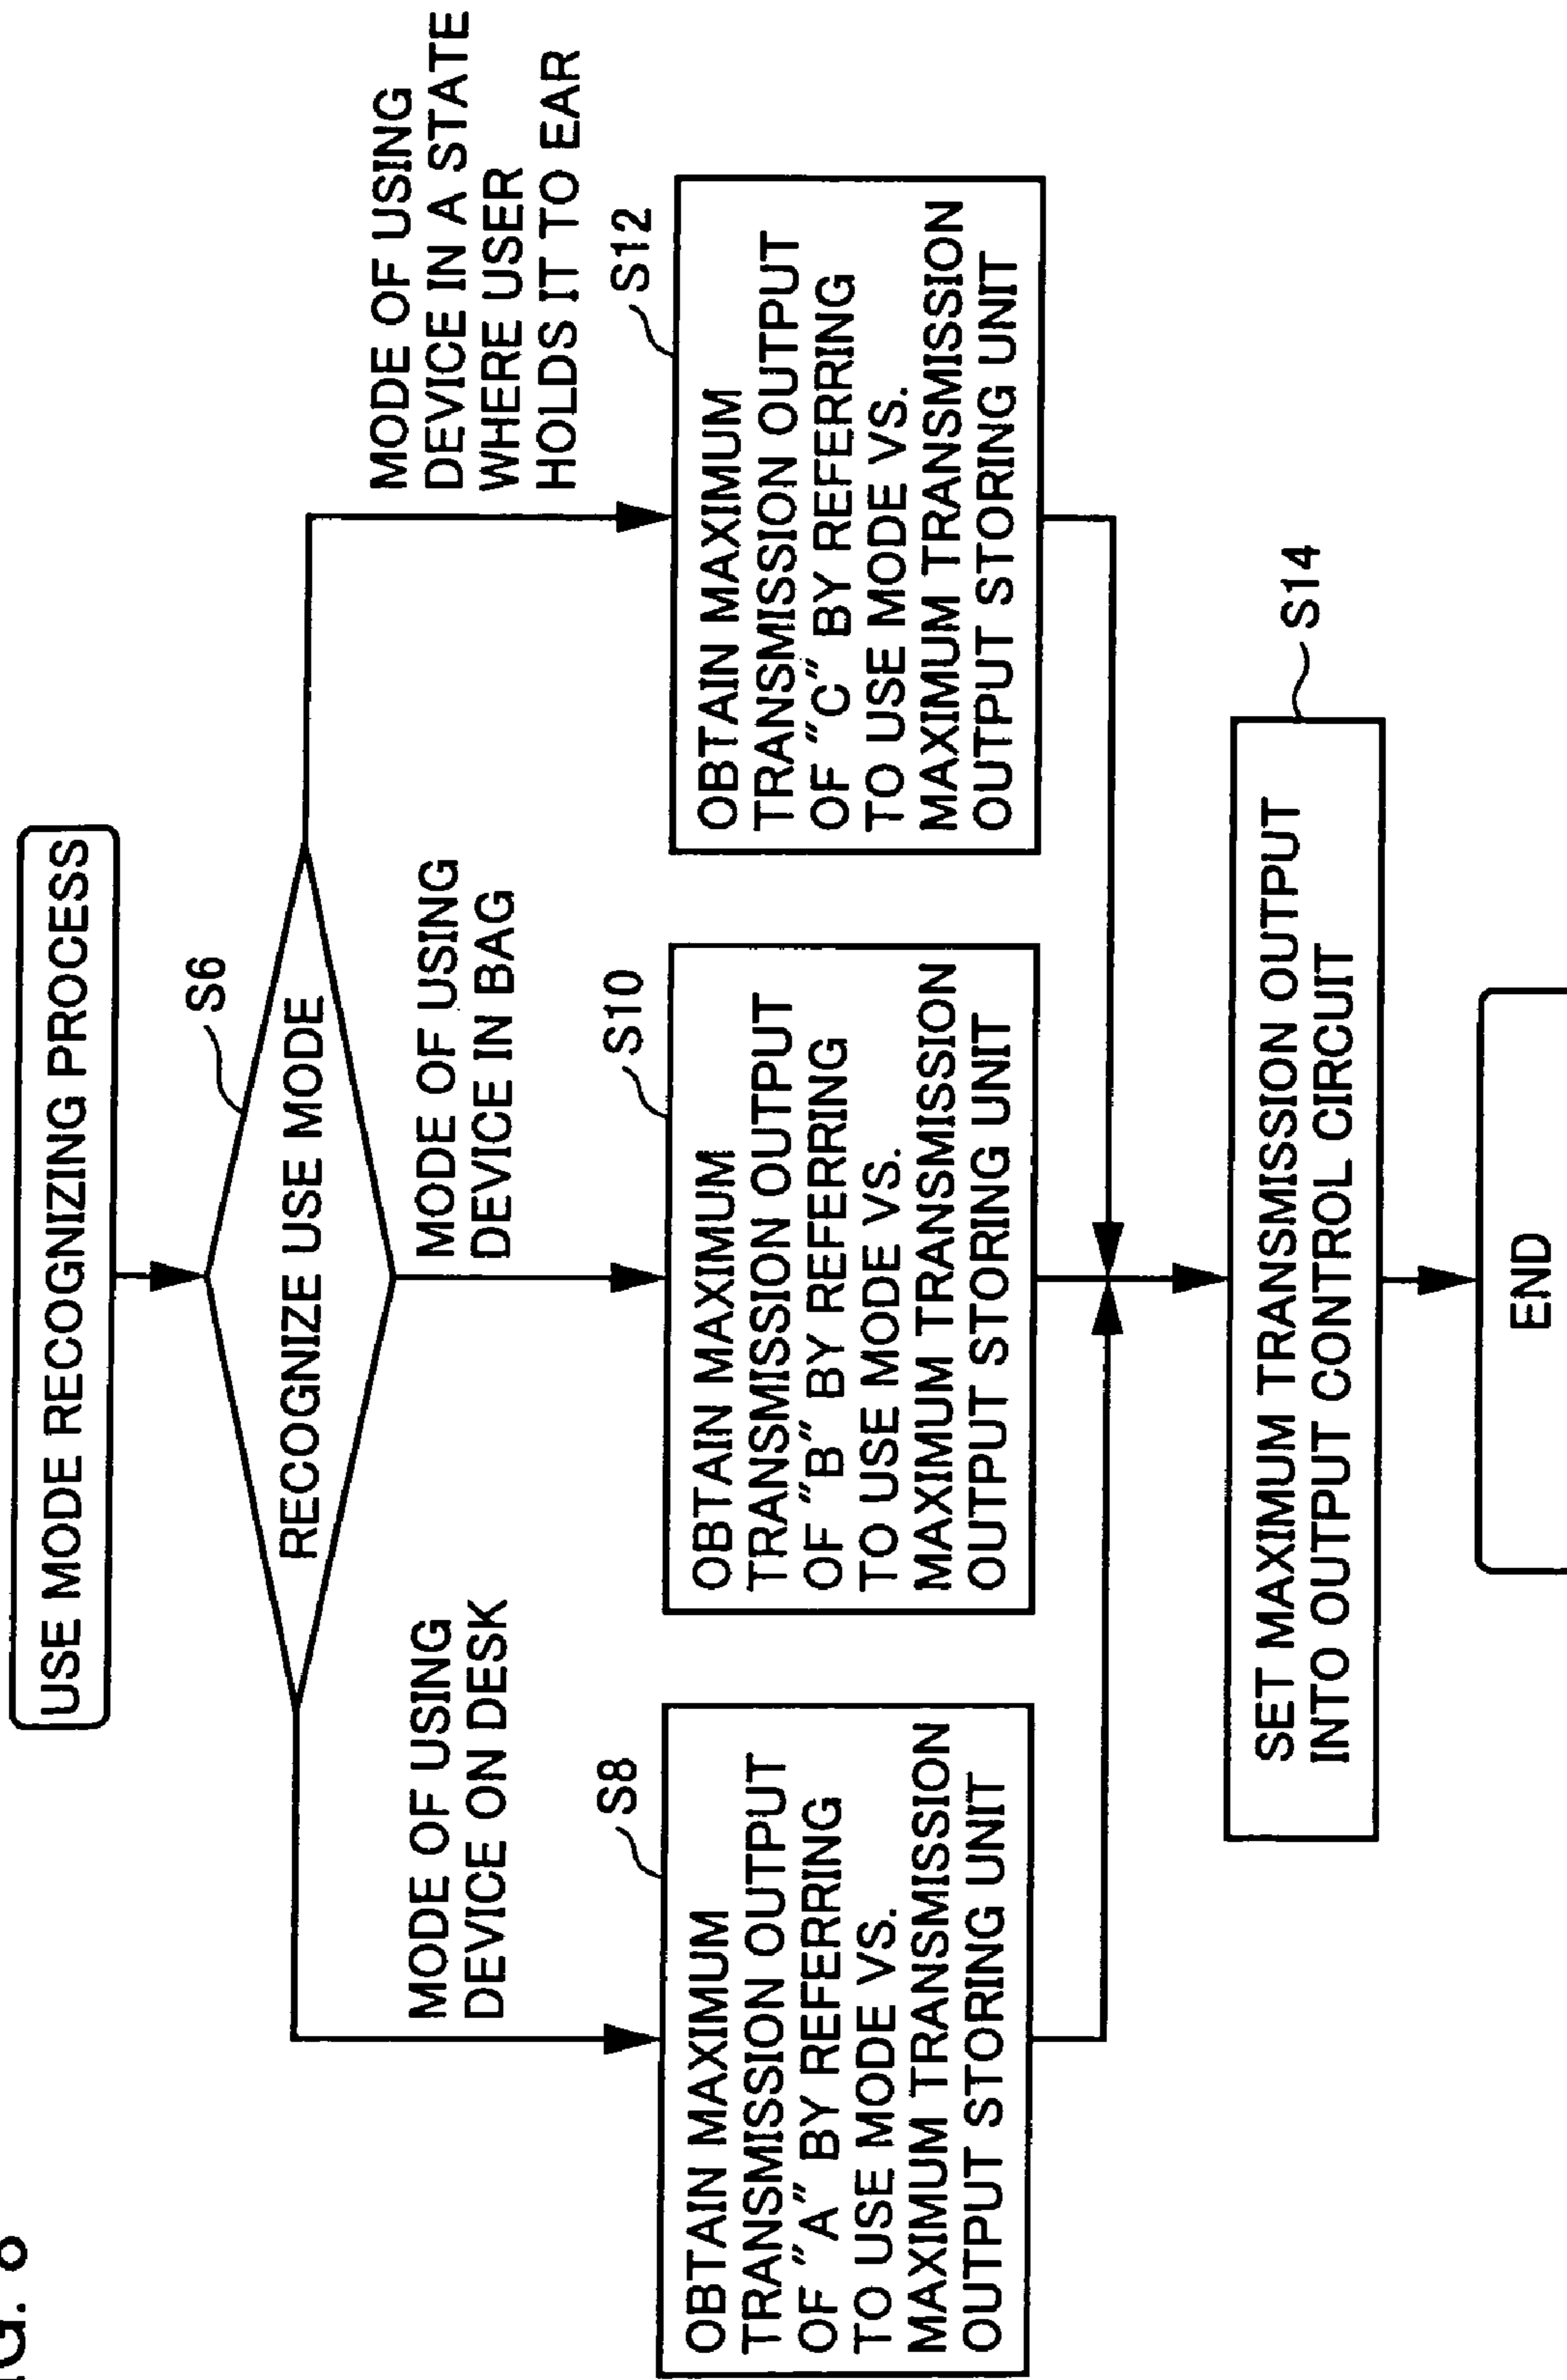 G.
USE MODE RECOGNIZING PROCESS
S6
RECOGNIZE USE MODE
MODE OF USING
DEVICE ON DESK
MODE OF USING
DEVICE IN BAG
MODE OF USING
DEVICE IN A STATE
WHERE USER
HOLDS IT TO EAR
S8
OBTAIN MAXIMUM
TRANSMISSION OUTPUT
OF "A" BY REFERRING
TO USE MODE VS.
MAXIMUM TRANSMISSION
OUTPUT STORING UNIT
S10
OBTAIN MAXIMUM
TRANSMISSION OUTPUT
OF "B" BY REFERRING
TO USE MODE VS.
MAXIMUM TRANSMISSION
OUTPUT STORING UNIT
S12
OBTAIN MAXIMUM
TRANSMISSION OUTPUT
OF "C" BY REFERRING
TO USE MODE VS.
MAXIMUM TRANSMISSION
OUTPUT STORING UNIT
S14
SET MAXIMUM TRANSMISSION OUTPUT
INTO OUTPUT CONTROL CIRCUIT
END